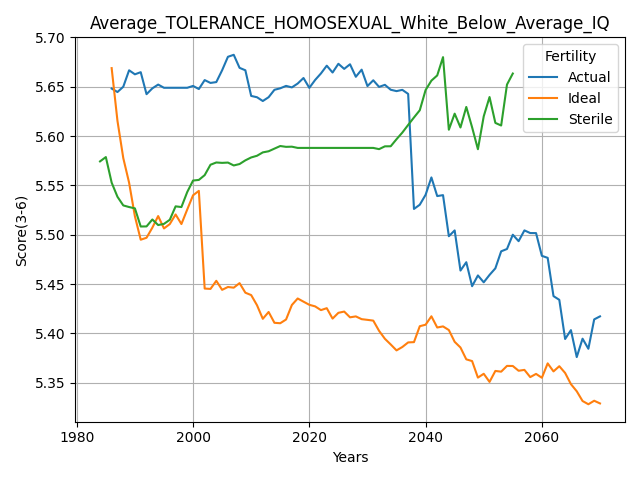 Average_TOLERANCE_HOMOSEXUAL_White_Below_Average_IQ
Score(3-6)
5.70
5.65
5.60
5.55
5.50
5.45
5.40
5.35
Fertility
Actual
Ideal
Sterile
1980
2000
2020
2040
2060
Years